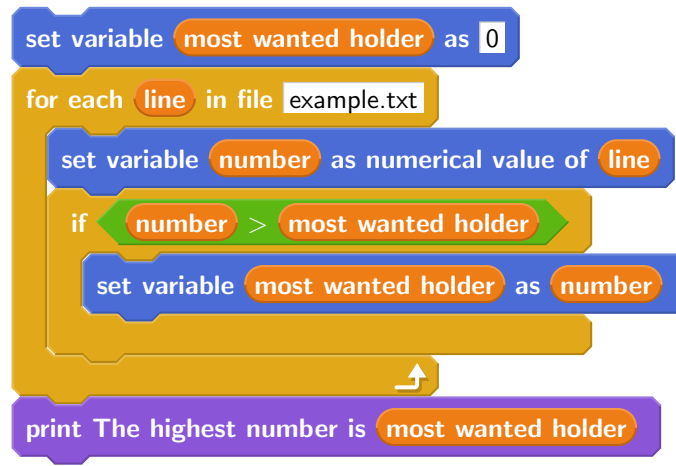 set variable most wanted holder as 0
for each line in file example.txt
set variable number as numerical value of line
if number > most wanted holder
set variable most wanted holder as number
print The highest number is most wanted holder